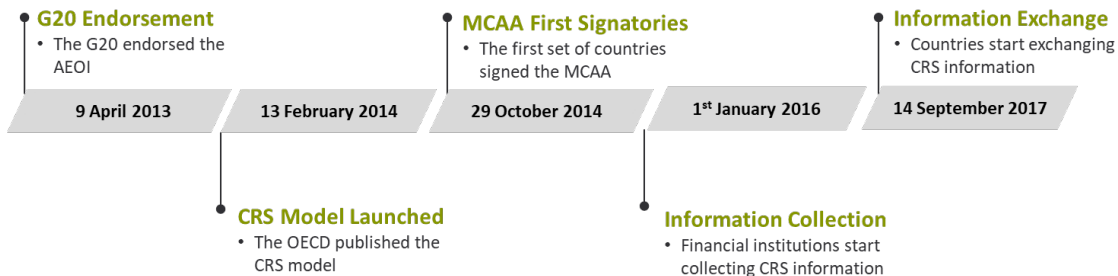 G20 Endorsement
• The G20 endorsed the
AEOI
MCAA First Signatories
• The first set of countries
signed the MCAA
Information Exchange
• Countries start exchanging
CRS information
9 April 2013
13 February 2014
29 October 2014
1st January 2016
14 September 2017
CRS Model Launched
• The OECD published the
CRS model
Information Collection
• Financial institutions start
collecting CRS information